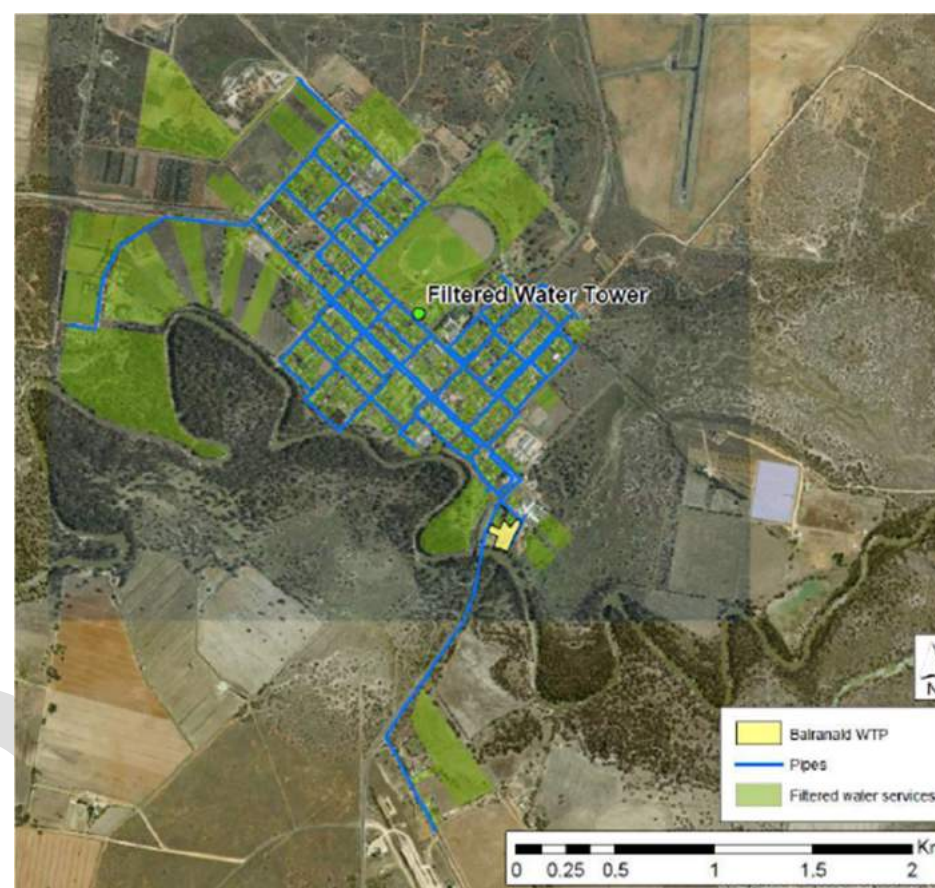 Filtered Water Tower
N
Balranald WTP
Pipes
Filtered water services
0 0.25 0.5 1 1.5 2